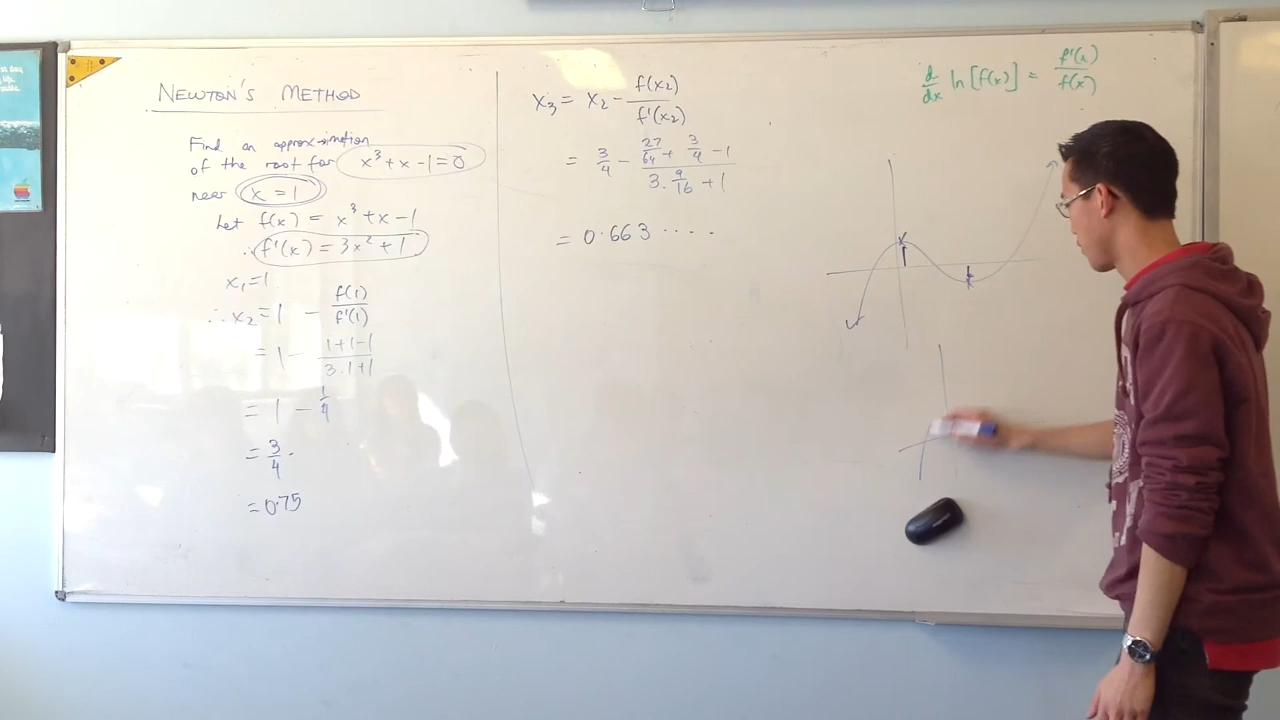 NEWTON'S METHOD
Find an approximation
of the root for x³ + x - 1 = 0
near x = 1
Let f(x) = x³ + x - 1
∴ f'(x) = 3x² + 1
x₁ = 1
∴ x₂ = 1 - f(1)/f'(1)
= 1 - (1+1-1)/(3.1+1)
= 1 - 1/4
= 3/4.
= 0.75
x₃ = x₂ - f(x₂)/f'(x₂)
= 3/4 - (27/64 + 3/4 - 1)/(3.9/16 + 1)
= 0.663 ....
d/dx ln[f(x)] = f'(x)/f(x)